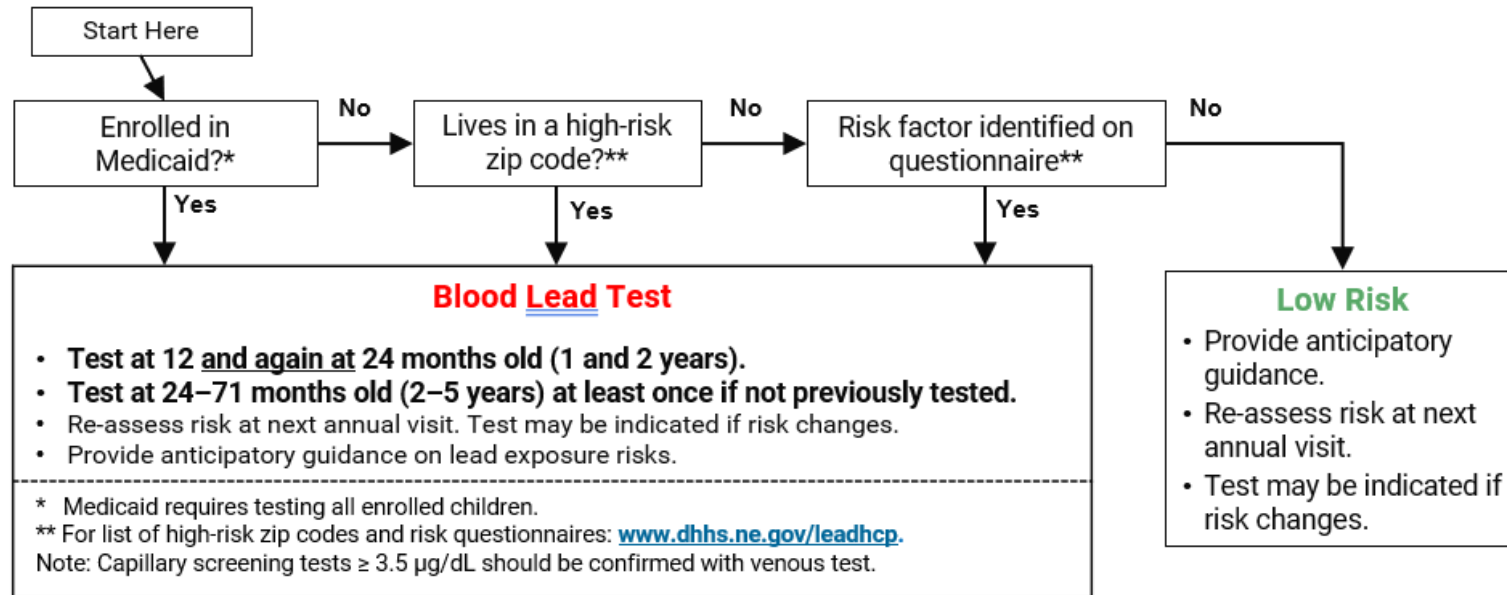 Start Here
Enrolled in
Medicaid?*
No
Lives in a high-risk
zip code?**
No
Risk factor identified on
questionnaire**
No
Yes
Yes
Yes
Blood Lead Test
• Test at 12 and again at 24 months old (1 and 2 years).
• Test at 24–71 months old (2–5 years) at least once if not previously tested.
• Re-assess risk at next annual visit. Test may be indicated if risk changes.
• Provide anticipatory guidance on lead exposure risks.
* Medicaid requires testing all enrolled children.
** For list of high-risk zip codes and risk questionnaires: www.dhhs.ne.gov/leadhcp.
Note: Capillary screening tests ≥ 3.5 µg/dL should be confirmed with venous test.
Low Risk
• Provide anticipatory
guidance.
• Re-assess risk at next
annual visit.
• Test may be indicated if
risk changes.